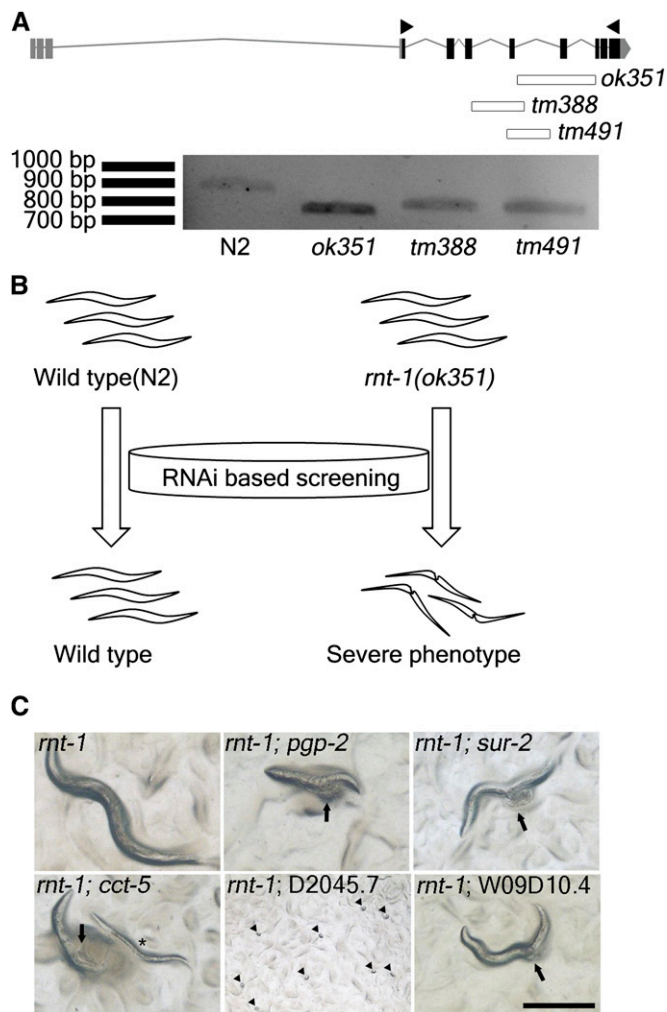 A
ok351
tm388
tm491
1000 bp
900 bp
800 bp
700 bp
N2 ok351 tm388 tm491
B
Wild type(N2) rnt-1(ok351)
RNAi based screening
Wild type Severe phenotype
C
rnt-1 rnt-1; pgp-2 rnt-1; sur-2
rnt-1; cct-5 rnt-1; D2045.7 rnt-1; W09D10.4
*